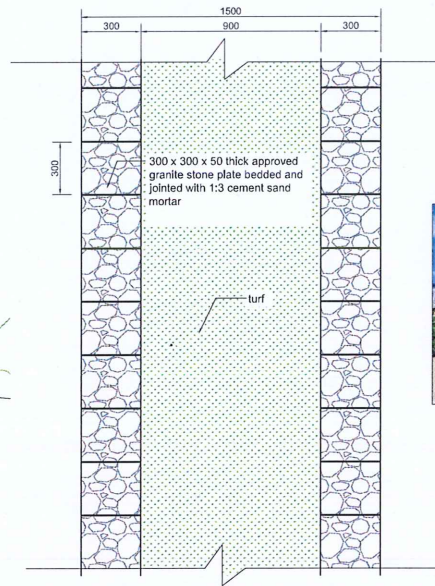 1500
300 900 300
300
300 x 300 x 50 thick approved
granite stone plate bedded and
jointed with 1:3 cement sand
mortar
turf